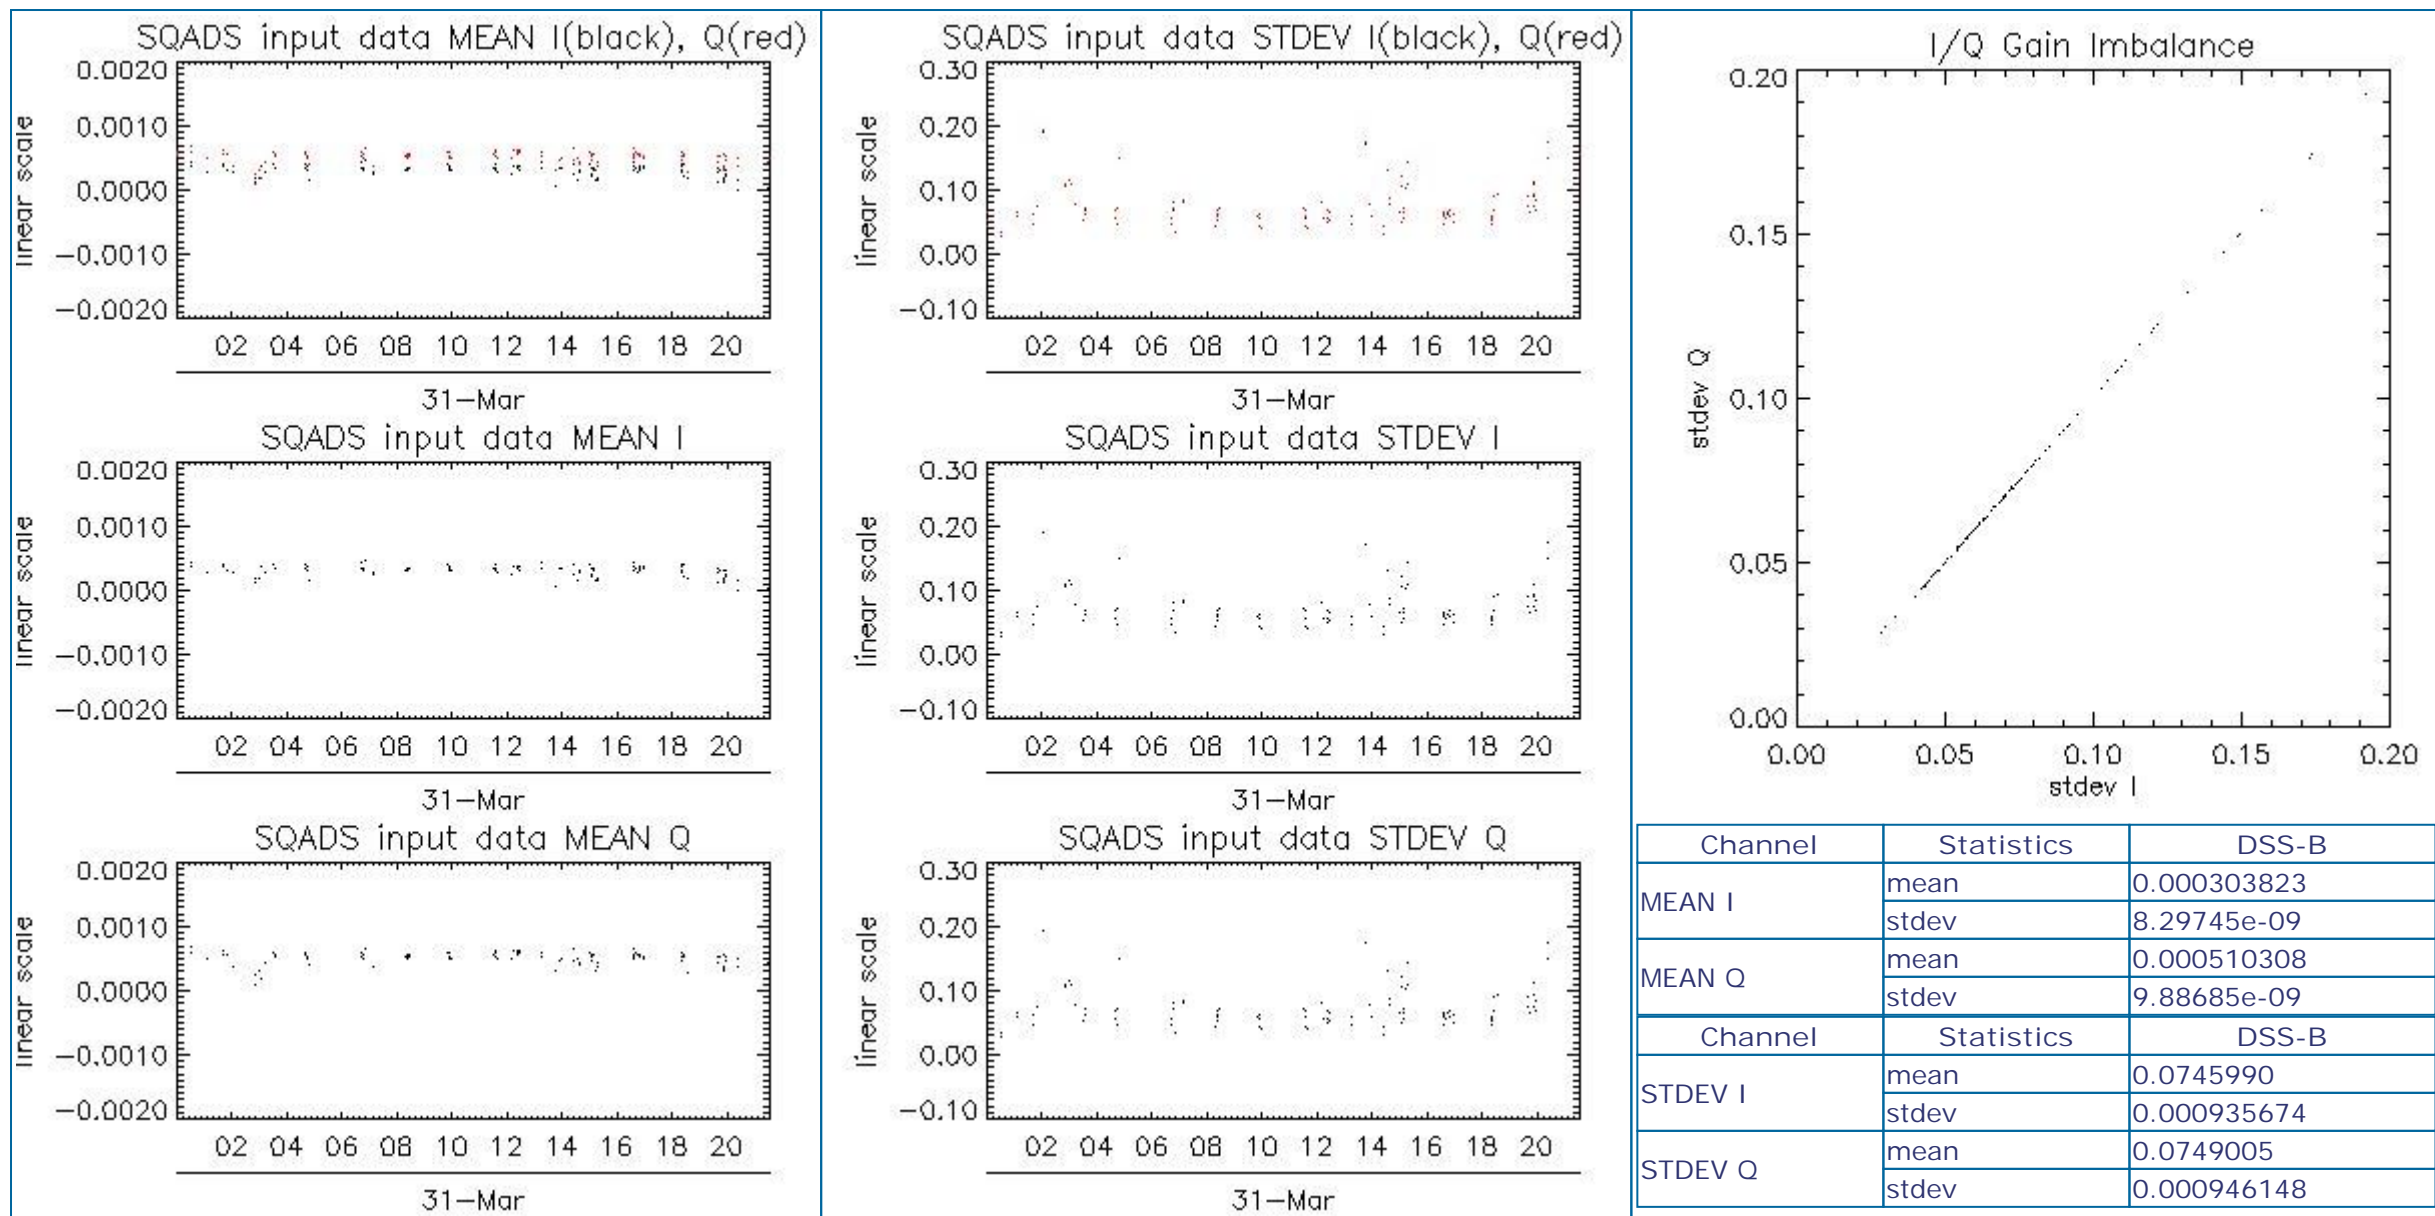 SQADS input data MEAN I(black), Q(red)
linear scale
0.0020
0.0010
0.0000
−0.0010
−0.0020
02 04 06 08 10 12 14 16 18 20
31−Mar
SQADS input data MEAN I
linear scale
0.0020
0.0010
0.0000
−0.0010
−0.0020
02 04 06 08 10 12 14 16 18 20
31−Mar
SQADS input data MEAN Q
linear scale
0.0020
0.0010
0.0000
−0.0010
−0.0020
02 04 06 08 10 12 14 16 18 20
31−Mar
SQADS input data STDEV I(black), Q(red)
linear scale
0.30
0.20
0.10
0.00
−0.10
02 04 06 08 10 12 14 16 18 20
31−Mar
SQADS input data STDEV I
linear scale
0.30
0.20
0.10
0.00
−0.10
02 04 06 08 10 12 14 16 18 20
31−Mar
SQADS input data STDEV Q
linear scale
0.30
0.20
0.10
0.00
−0.10
02 04 06 08 10 12 14 16 18 20
31−Mar
I/Q Gain Imbalance
stdev Q
0.20
0.15
0.10
0.05
0.00
0.00 0.05 0.10 0.15 0.20
stdev I
Channel Statistics DSS-B
MEAN I mean 0.000303823
stdev 8.29745e-09
MEAN Q mean 0.000510308
stdev 9.88685e-09
Channel Statistics DSS-B
STDEV I mean 0.0745990
stdev 0.000935674
STDEV Q mean 0.0749005
stdev 0.000946148